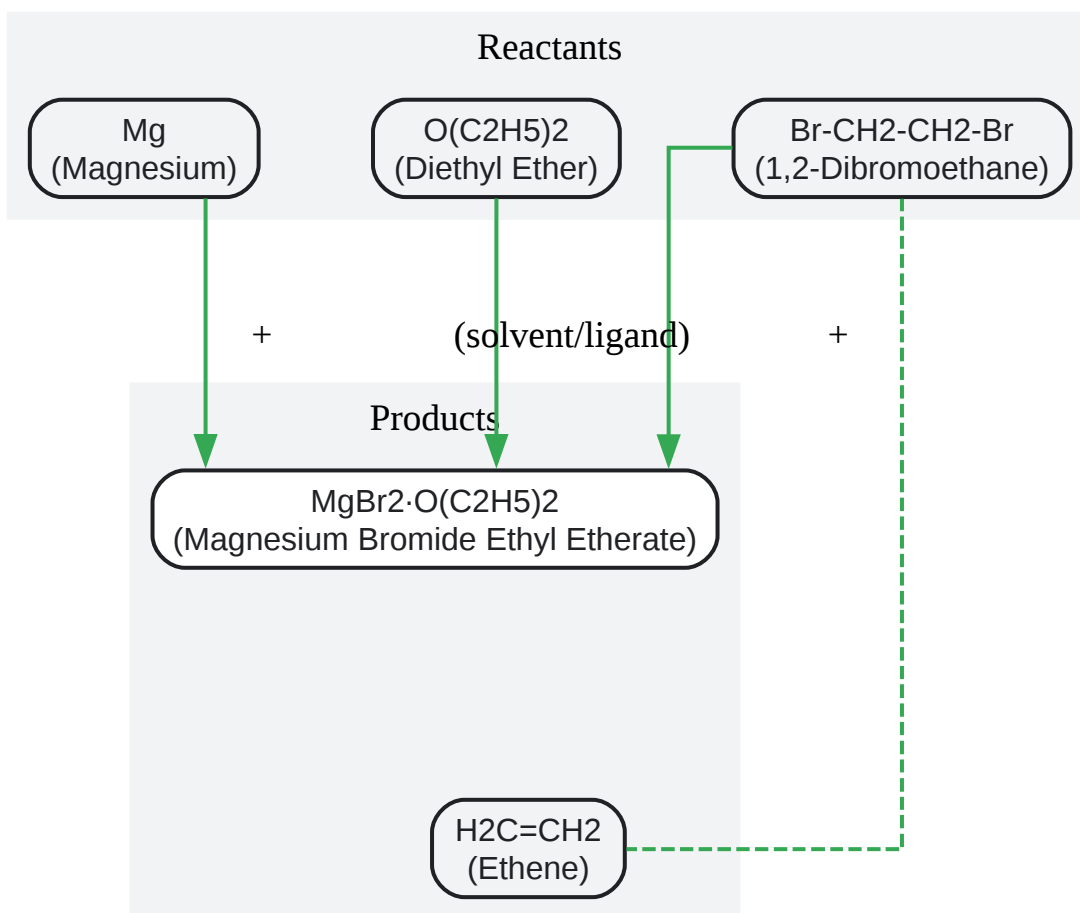 Reactants
Mg
(Magnesium)
O(C2H5)2
(Diethyl Ether)
Br-CH2-CH2-Br
(1,2-Dibromoethane)
+
(solvent/ligand)
+
Products
MgBr2·O(C2H5)2
(Magnesium Bromide Ethyl Etherate)
H2C=CH2
(Ethene)